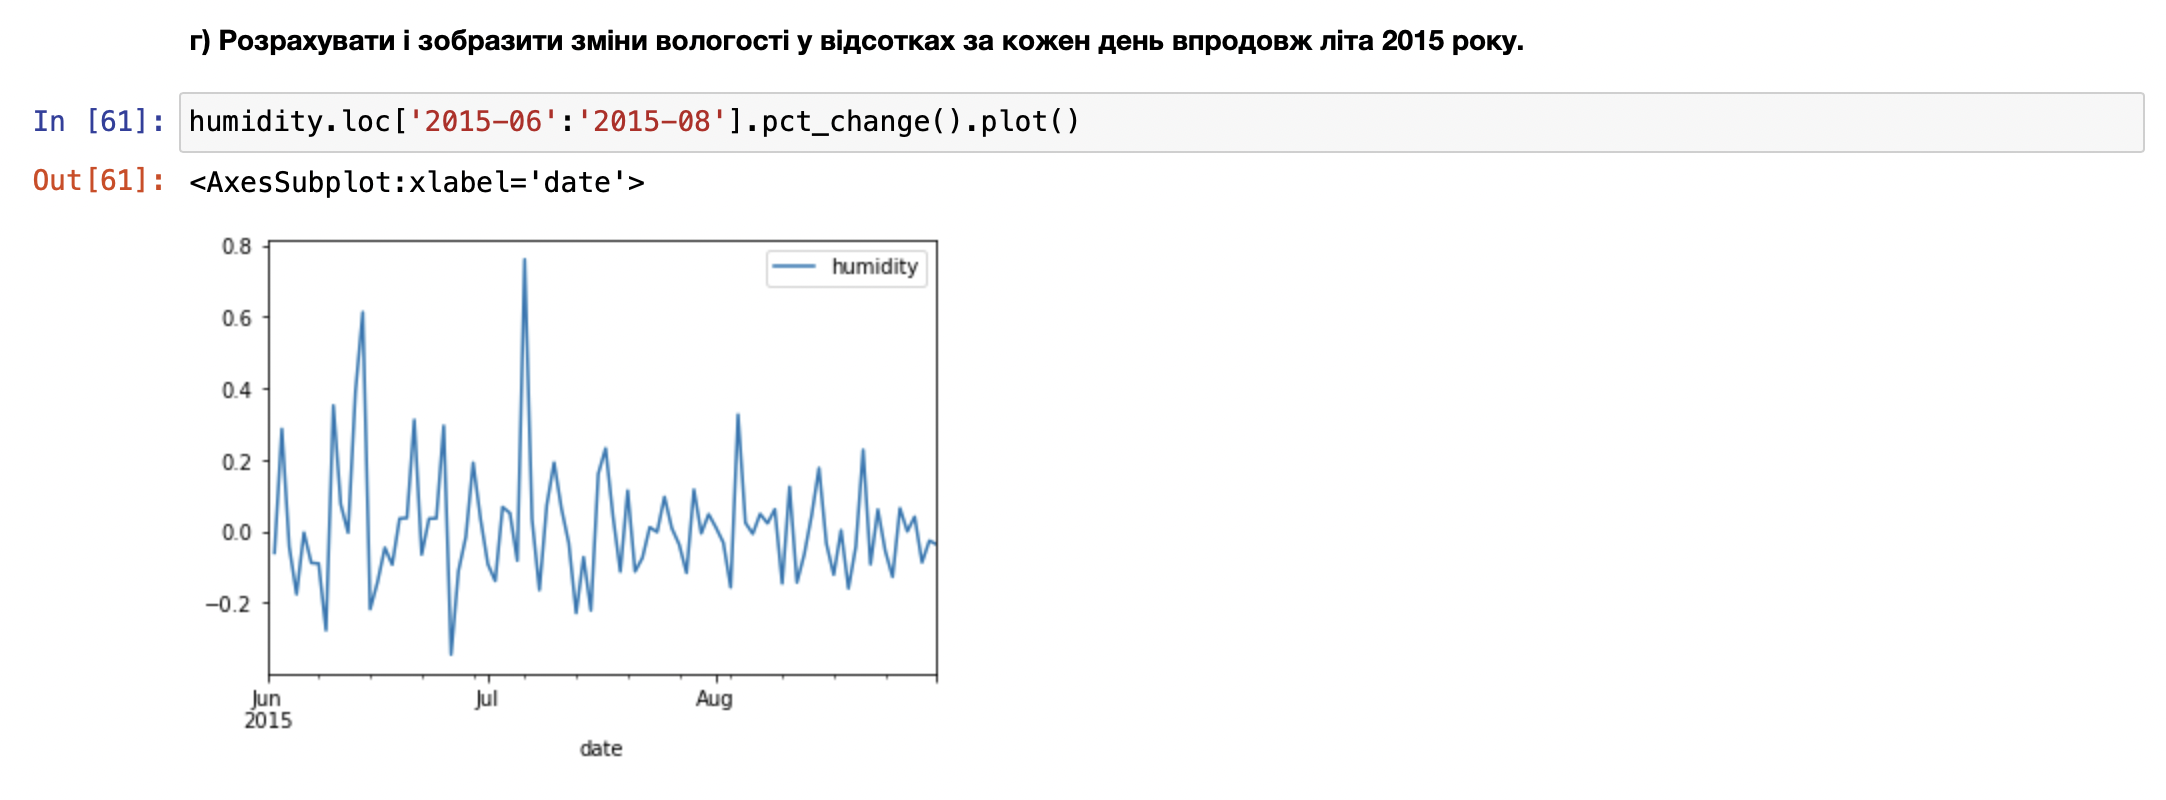 г) Розрахувати і зобразити зміни вологості у відсотках за кожен день впродовж літа 2015 року.
In [61]: humidity.loc['2015-06':'2015-08'].pct_change().plot()
Out[61]: <AxesSubplot:xlabel='date'>
humidity
0.8
0.6
0.4
0.2
0.0
−0.2
Jun Jul Aug
2015
date